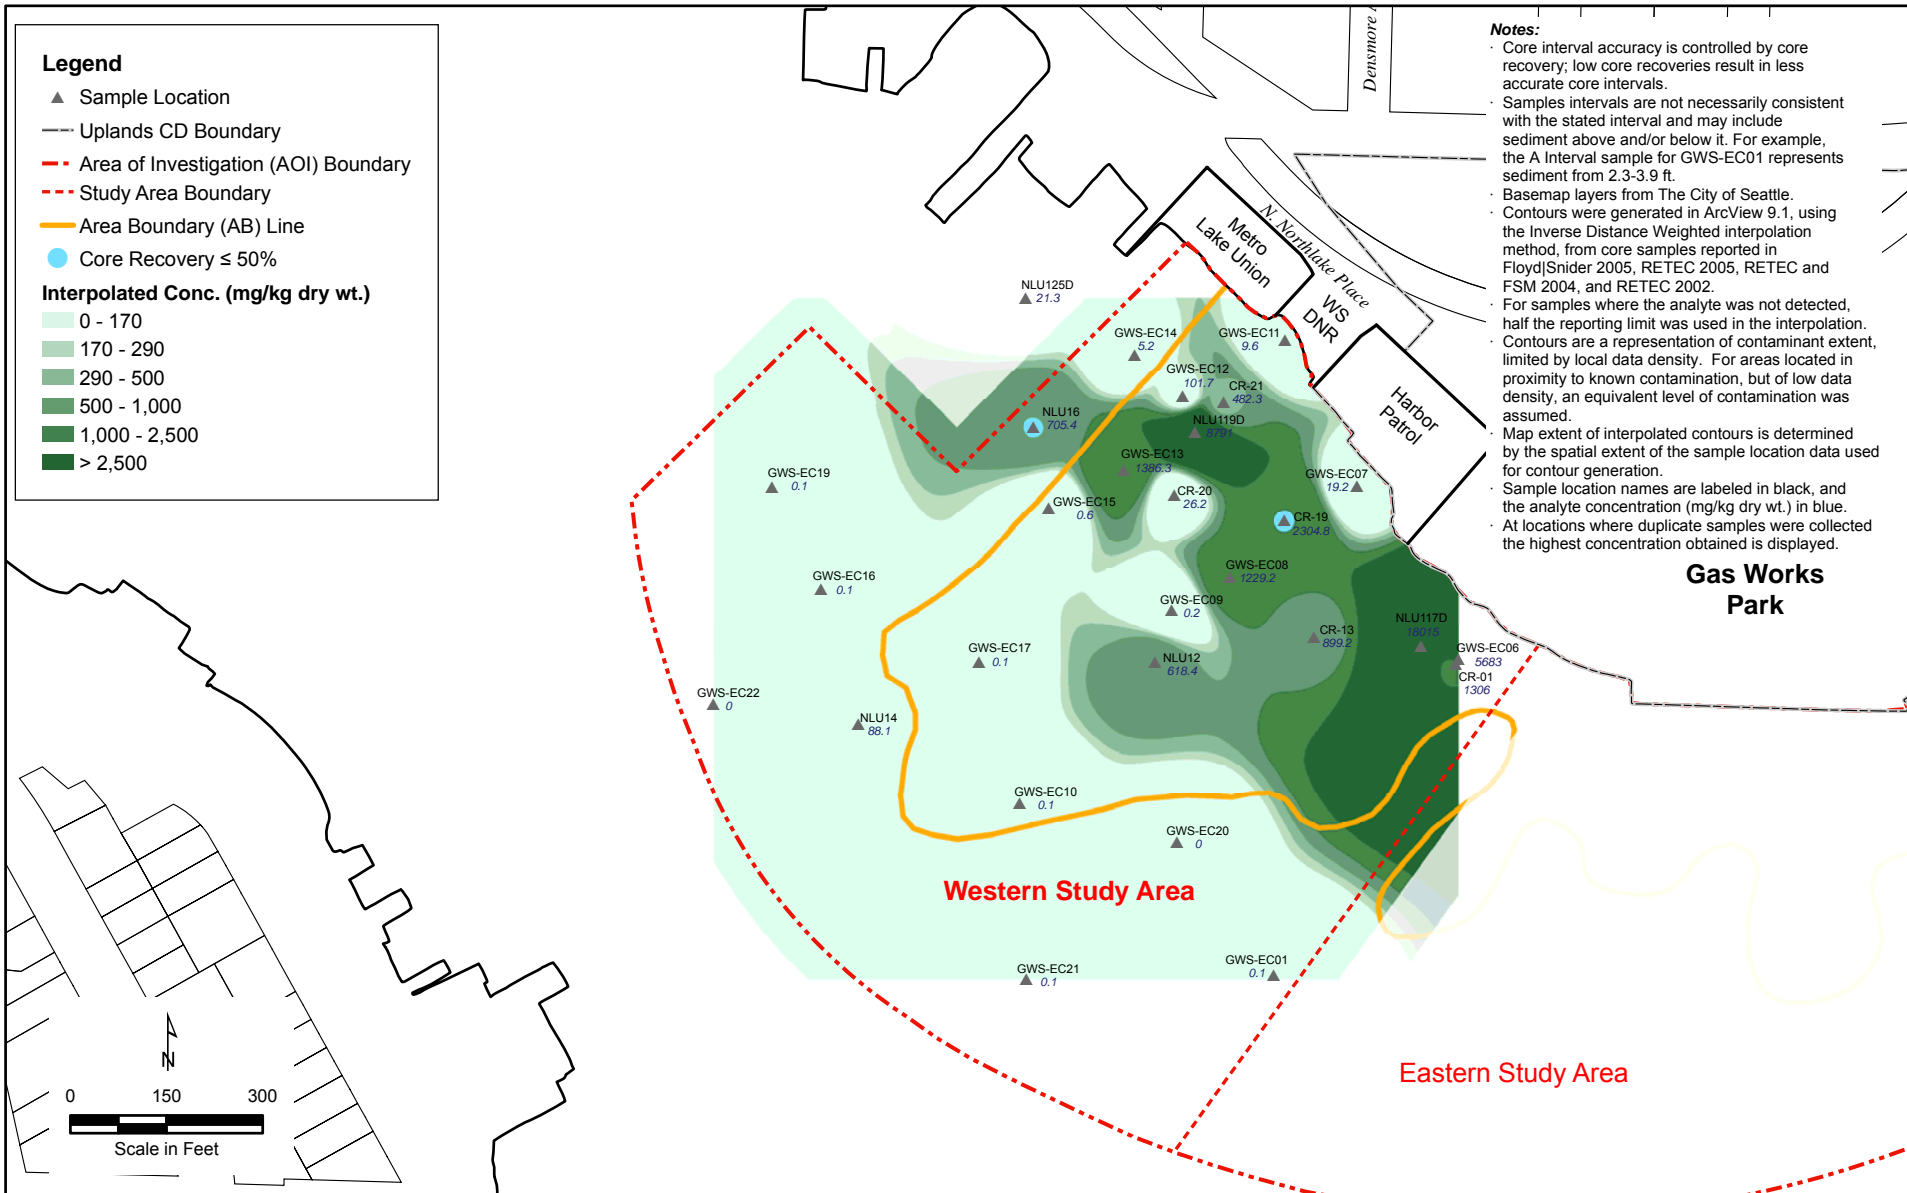 Legend
Sample Location
Uplands CD Boundary
Area of Investigation (AOI) Boundary
Study Area Boundary
Area Boundary (AB) Line
Core Recovery ≤ 50%
Interpolated Conc. (mg/kg dry wt.)
0 - 170
170 - 290
290 - 500
500 - 1,000
1,000 - 2,500
> 2,500
Notes:
· Core interval accuracy is controlled by core
recovery; low core recoveries result in less
accurate core intervals.
· Samples intervals are not necessarily consistent
with the stated interval and may include
sediment above and/or below it. For example,
the A Interval sample for GWS-EC01 represents
sediment from 2.3-3.9 ft.
· Basemap layers from The City of Seattle.
· Contours were generated in ArcView 9.1, using
the Inverse Distance Weighted interpolation
method, from core samples reported in
Floyd|Snider 2005, RETEC 2005, RETEC and
FSM 2004, and RETEC 2002.
· For samples where the analyte was not detected,
half the reporting limit was used in the interpolation.
· Contours are a representation of contaminant extent,
limited by local data density. For areas located in
proximity to known contamination, but of low data
density, an equivalent level of contamination was
assumed.
· Map extent of interpolated contours is determined
by the spatial extent of the sample location data used
for contour generation.
· Sample location names are labeled in black, and
the analyte concentration (mg/kg dry wt.) in blue.
· At locations where duplicate samples were collected
the highest concentration obtained is displayed.
Densmore A
N. Northlake Place
Metro
Lake Union
WS
DNR
Harbor
Patrol
Gas Works
Park
NLU125D
21.3
GWS-EC14
5.2
GWS-EC11
9.6
GWS-EC12
101.7
CR-21
482.3
NLU16
705.4
NLU119D
8791
GWS-EC13
1386.3
GWS-EC19
0.1
GWS-EC07
19.2
CR-20
26.2
GWS-EC15
0.6
CR-19
2304.8
GWS-EC16
0.1
GWS-EC08
1229.2
GWS-EC09
0.2
CR-13
899.2
NLU117D
18015
GWS-EC17
0.1
NLU12
618.4
GWS-EC06
5683
CR-01
1306
GWS-EC22
0
NLU14
88.1
GWS-EC10
0.1
GWS-EC20
0
Western Study Area
GWS-EC21
0.1
GWS-EC01
0.1
Eastern Study Area
N
0 150 300
Scale in Feet